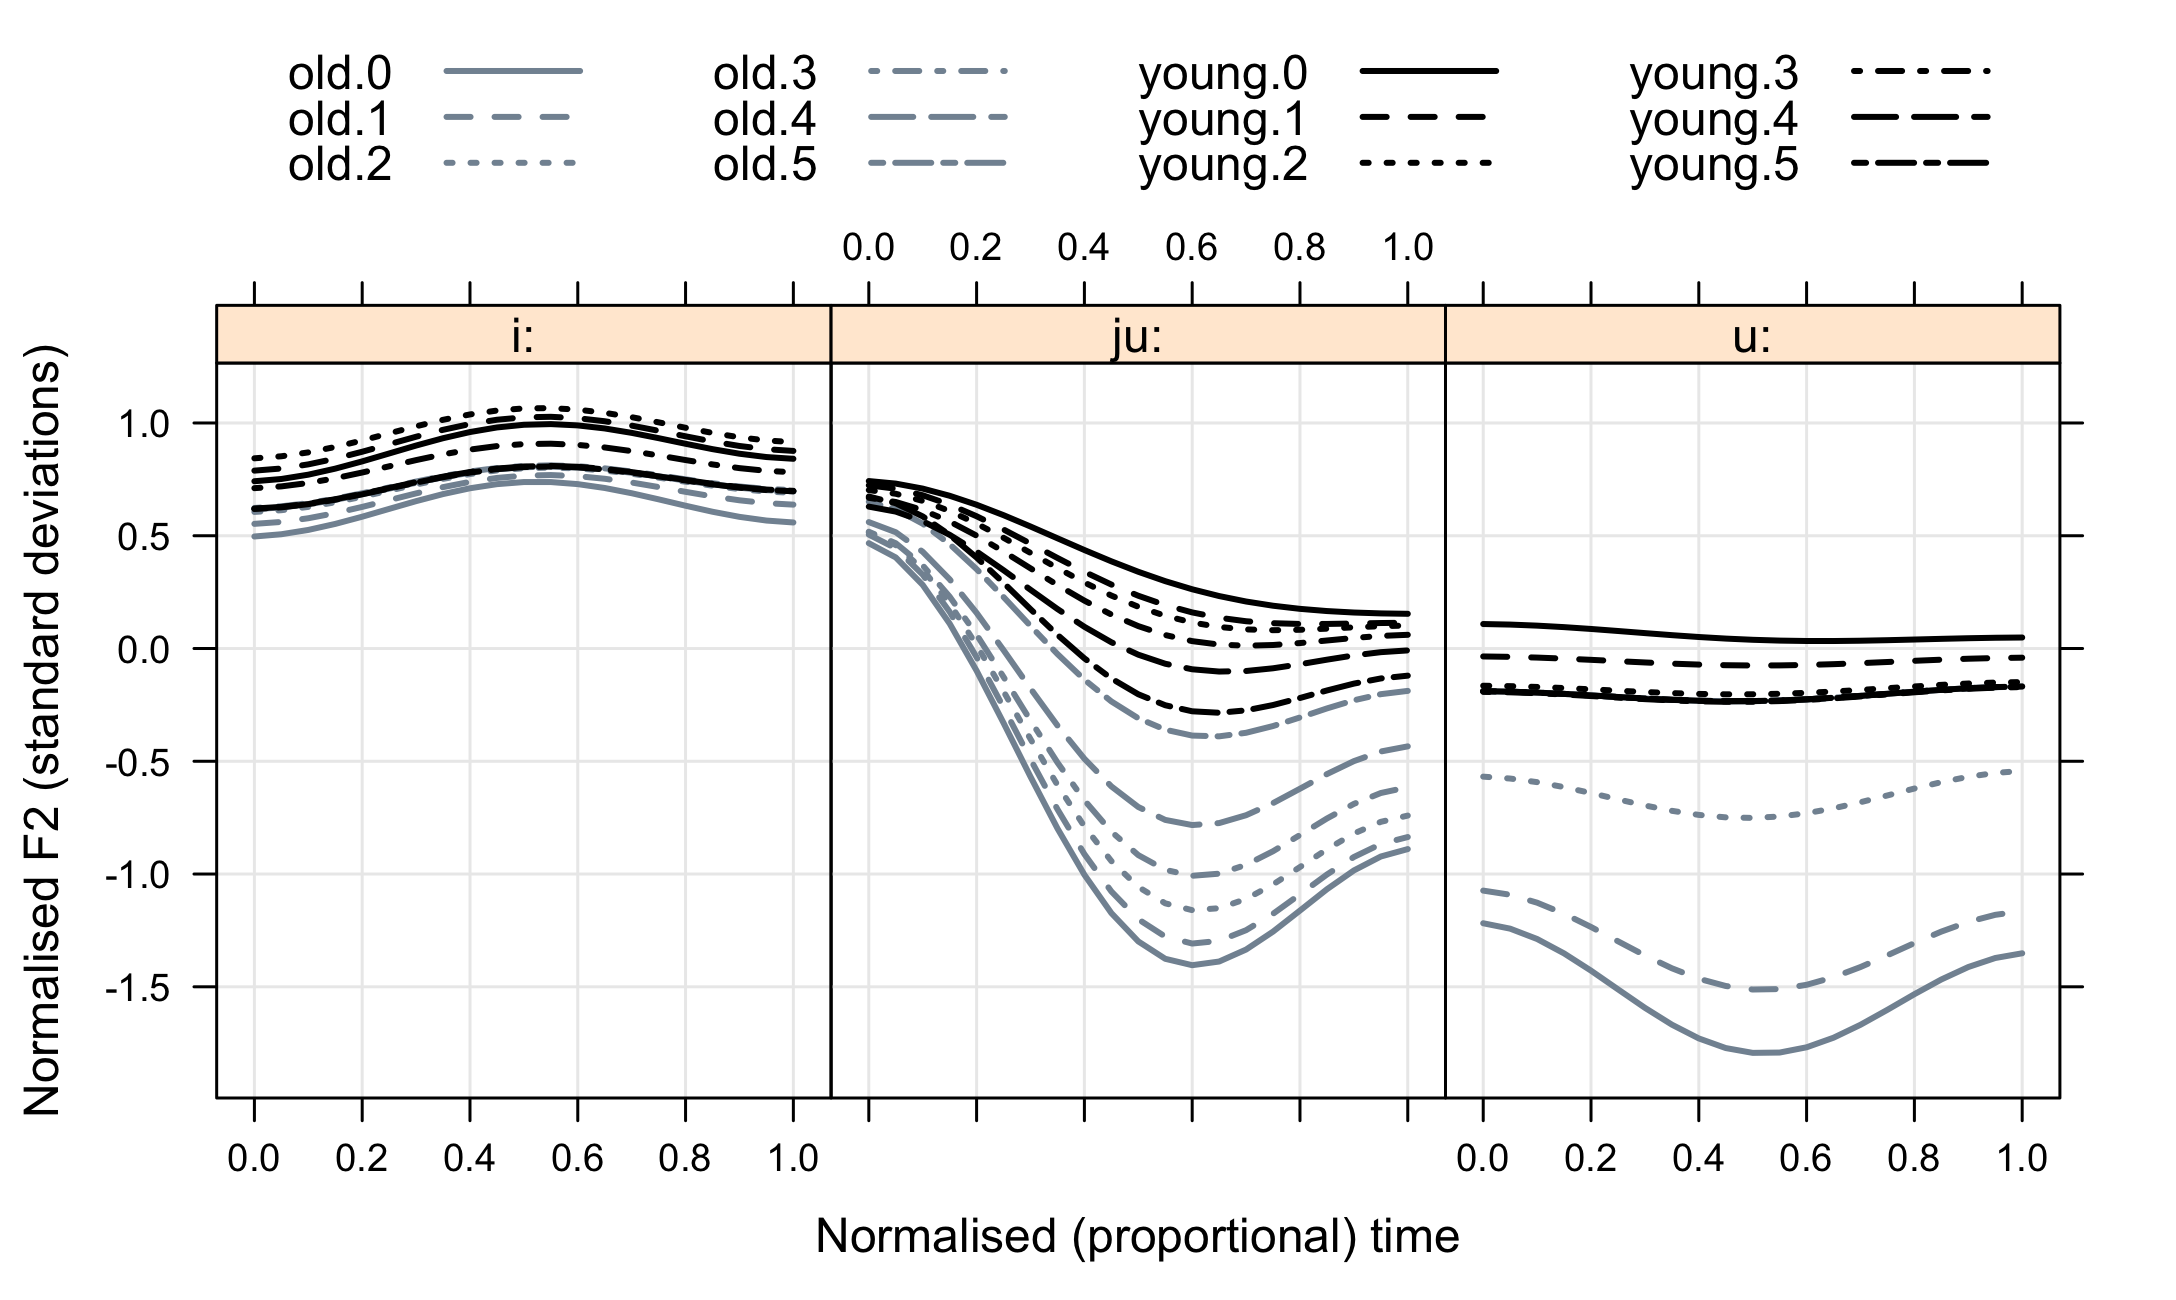 old.0 old.3 young.0 young.3
old.1 old.4 young.1 young.4
old.2 old.5 young.2 young.5
0.0 0.2 0.4 0.6 0.8 1.0
i: ju: u:
Normalised F2 (standard deviations)
1.0
0.5
0.0
-0.5
-1.0
-1.5
0.0 0.2 0.4 0.6 0.8 1.0 0.0 0.2 0.4 0.6 0.8 1.0
Normalised (proportional) time